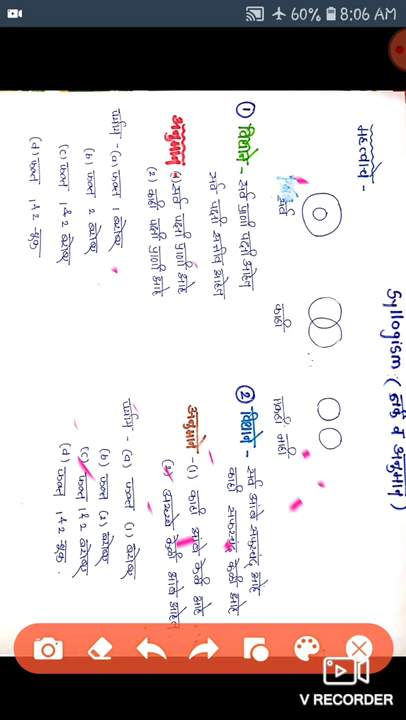 60% 8:06 AM
Syllogism : ( तर्क व अनुमान )
महत्वाचे -
सर्व
काही
एकही नाही
① विधाने - सर्व प्राणी पक्षी आहेत
सर्व पक्षी सजीव आहेत
अनुमान (1) सर्व पक्षी प्राणी आहे
(2) काही पक्षी प्राणी आहे
पर्याय - (a) फक्त 1 बरोबर
(b) फक्त 2 बरोबर
(c) फक्त 1 & 2 बरोबर
(d) फक्त 1 & 2 चूक
② विधाने - सर्व आंबे सफरचंद आहे
काही सफरचंद केळी आहे
अनुमान - (1) काही आंबे केळी आहे
(2) केळी आंबे आहेत
पर्याय - (a) फक्त (1) बरोबर
(b) फक्त (2) बरोबर
(c) फक्त 1 & 2 बरोबर
(d) फक्त 1 & 2 चूक.
V RECORDER